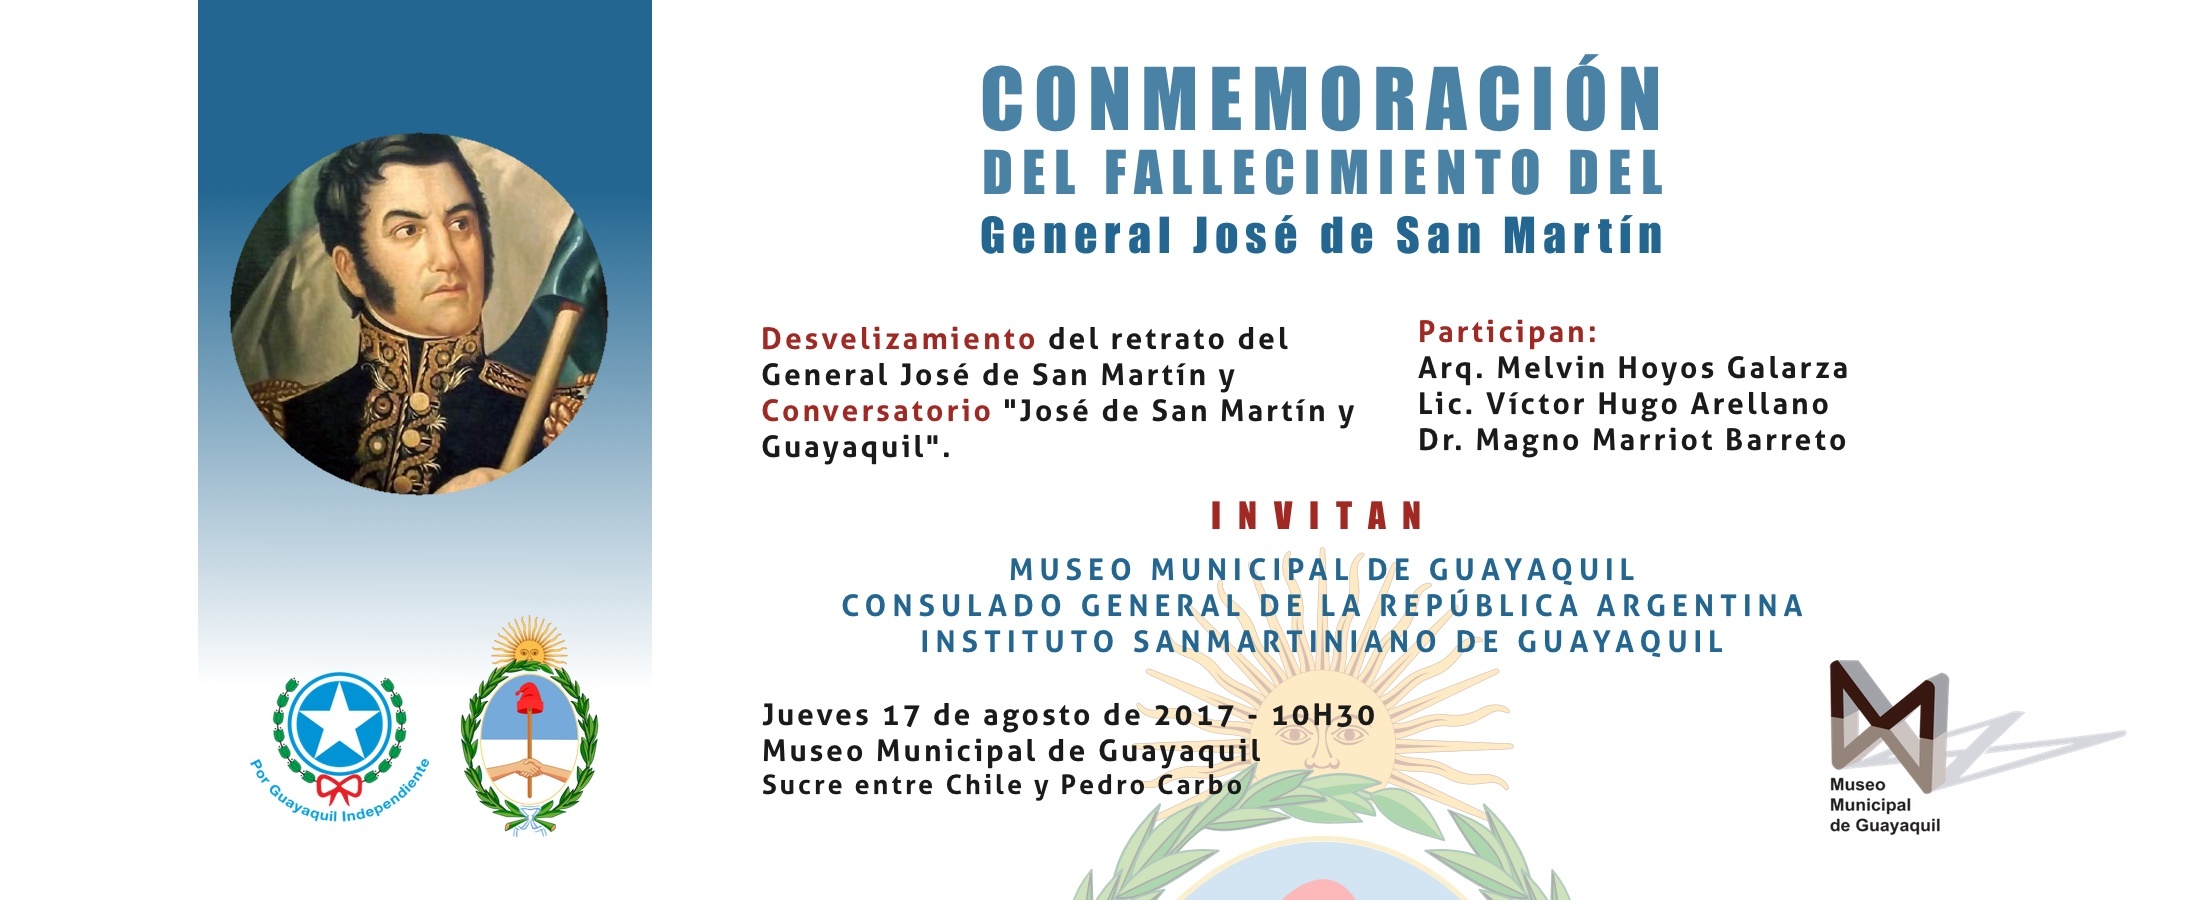 CONMEMORACIÓN
DEL FALLECIMIENTO DEL
General José de San Martín
Desvelizamiento del retrato del
General José de San Martín y
Conversatorio "José de San Martín y
Guayaquil".
Participan:
Arq. Melvin Hoyos Galarza
Lic. Víctor Hugo Arellano
Dr. Magno Marriot Barreto
INVITAN
MUSEO MUNICIPAL DE GUAYAQUIL
CONSULADO GENERAL DE LA REPÚBLICA ARGENTINA
INSTITUTO SANMARTINIANO DE GUAYAQUIL
Jueves 17 de agosto de 2017 - 10H30
Museo Municipal de Guayaquil
Sucre entre Chile y Pedro Carbo
Por Guayaquil Independiente
Museo
Municipal
de Guayaquil